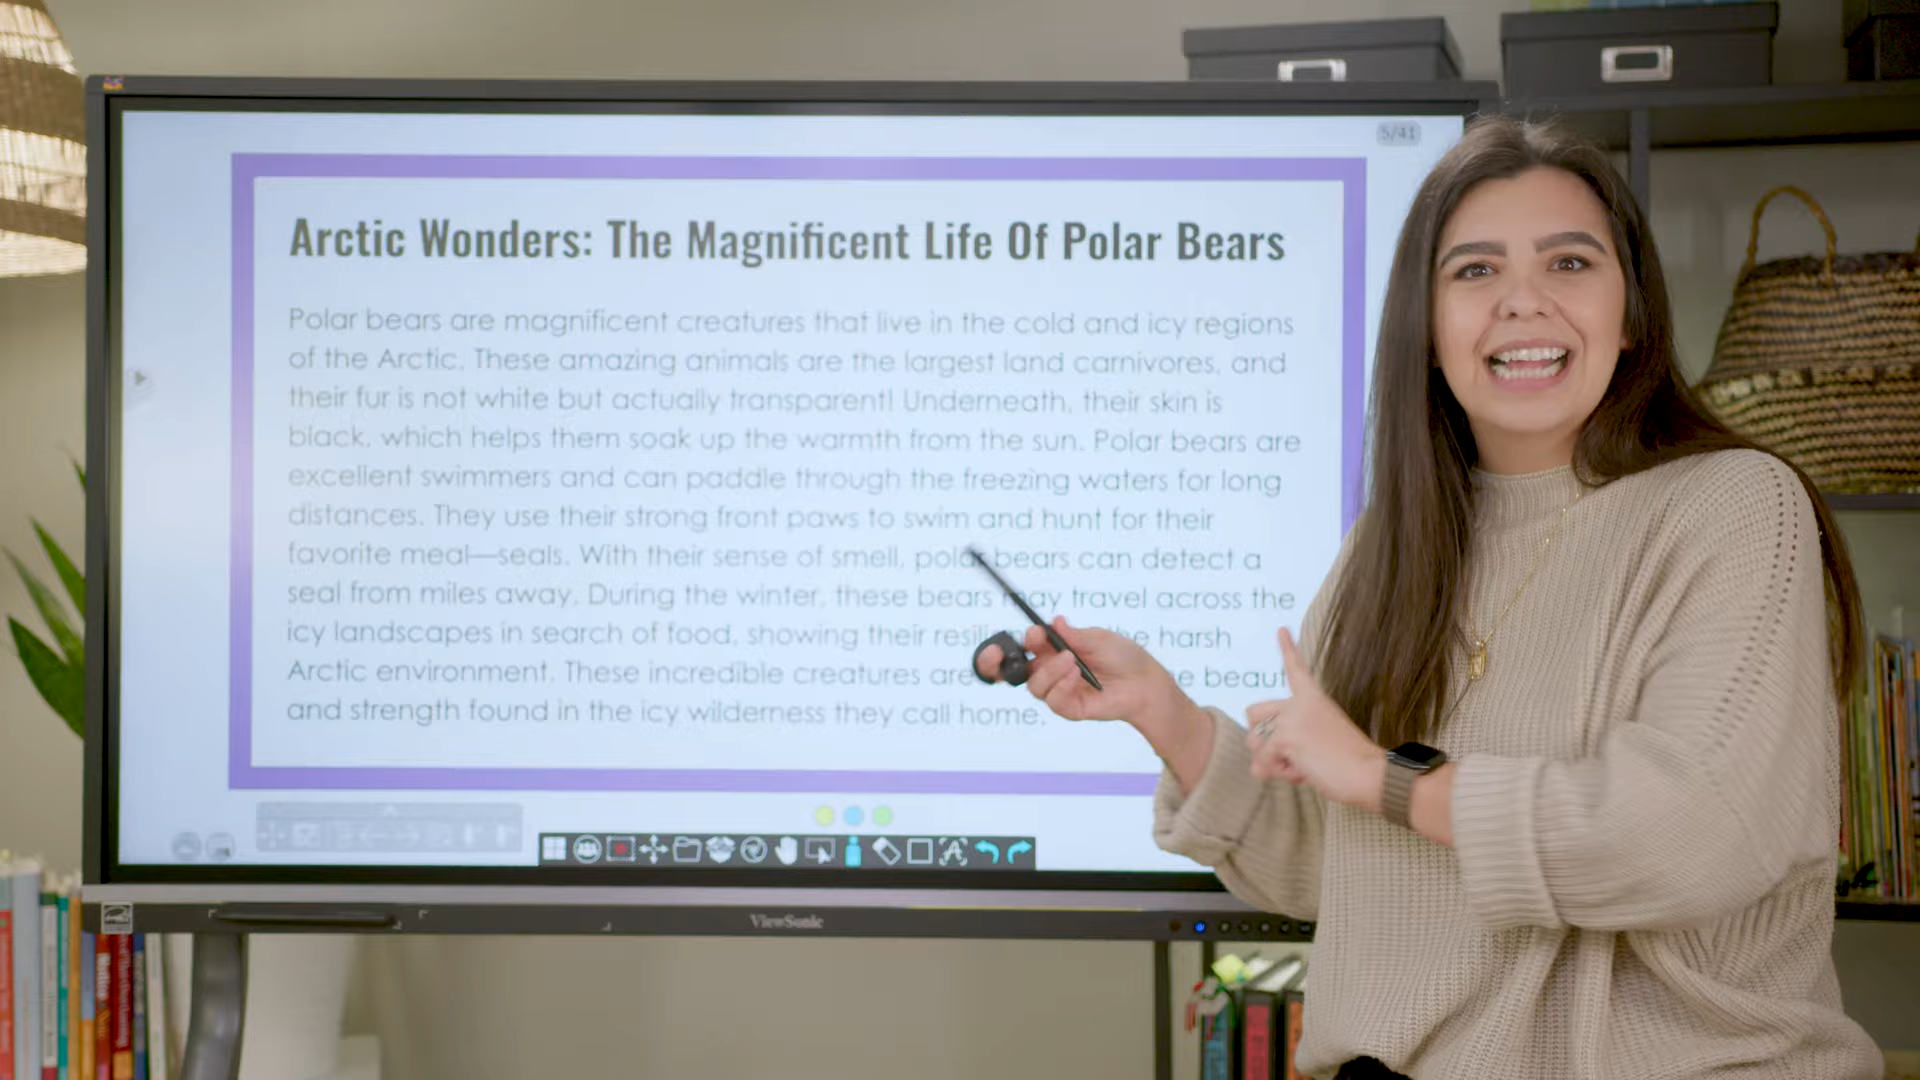 5/41
Arctic Wonders: The Magnificent Life Of Polar Bears
Polar bears are magnificent creatures that live in the cold and icy regions
of the Arctic. These amazing animals are the largest land carnivores, and
their fur is not white but actually transparent! Underneath, their skin is
black, which helps them soak up the warmth from the sun. Polar bears are
excellent swimmers and can paddle through the freezing waters for long
distances. They use their strong front paws to swim and hunt for their
favorite meal—seals. With their sense of smell, polar bears can detect a
seal from miles away. During the winter, these bears may travel across the
icy landscapes in search of food, showing their harsh
Arctic environment. These incredible creatures are
and strength found in the icy wilderness they call home.
ViewSonic